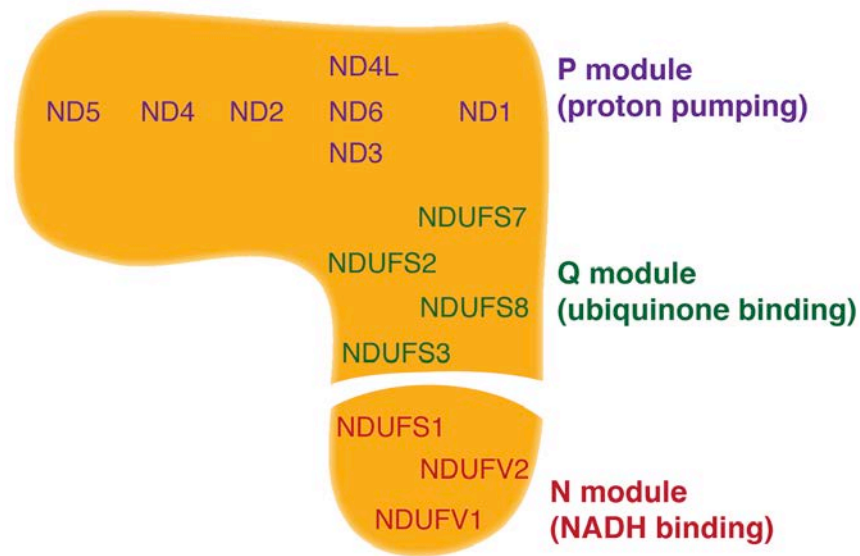 ND4L
P module
(proton pumping)
ND5 ND4 ND2 ND6 ND1
ND3
NDUFS7
NDUFS2
Q module
(ubiquinone binding)
NDUFS8
NDUFS3
NDUFS1
NDUFV2
N module
(NADH binding)
NDUFV1